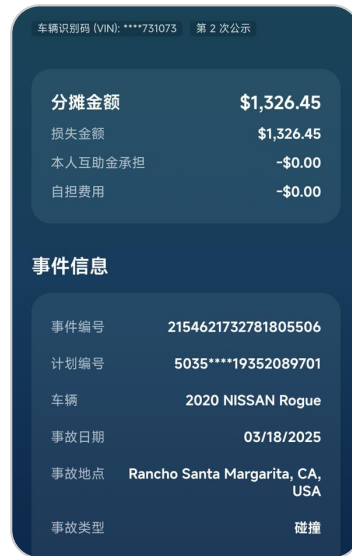 车辆识别码 (VIN): ****731073 第 2 次公示
分摊金额 $1,326.45
损失金额 $1,326.45
本人互助金承担 -$0.00
自担费用 -$0.00
事件信息
事件编号 2154621732781805506
计划编号 5035****19352089701
车辆 2020 NISSAN Rogue
事故日期 03/18/2025
事故地点 Rancho Santa Margarita, CA,
USA
事故类型 碰撞